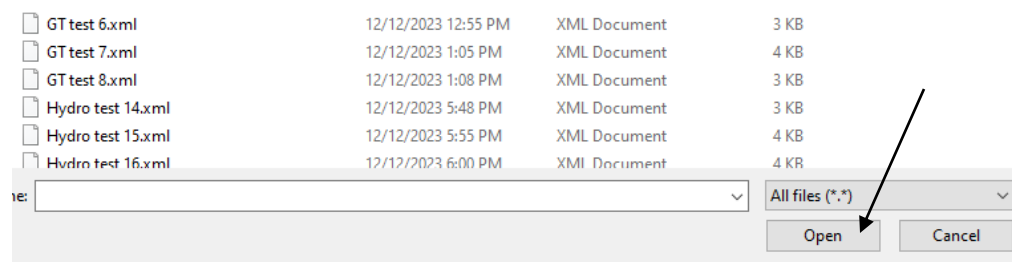 GT test 6.xml 12/12/2023 12:55 PM XML Document 3 KB
GT test 7.xml 12/12/2023 1:05 PM XML Document 4 KB
GT test 8.xml 12/12/2023 1:08 PM XML Document 3 KB
Hydro test 14.xml 12/12/2023 5:48 PM XML Document 3 KB
Hydro test 15.xml 12/12/2023 5:55 PM XML Document 4 KB
Hydro test 16.xml 12/12/2023 6:00 PM XML Document 4 KB
ne: All files (*.*)
Open Cancel